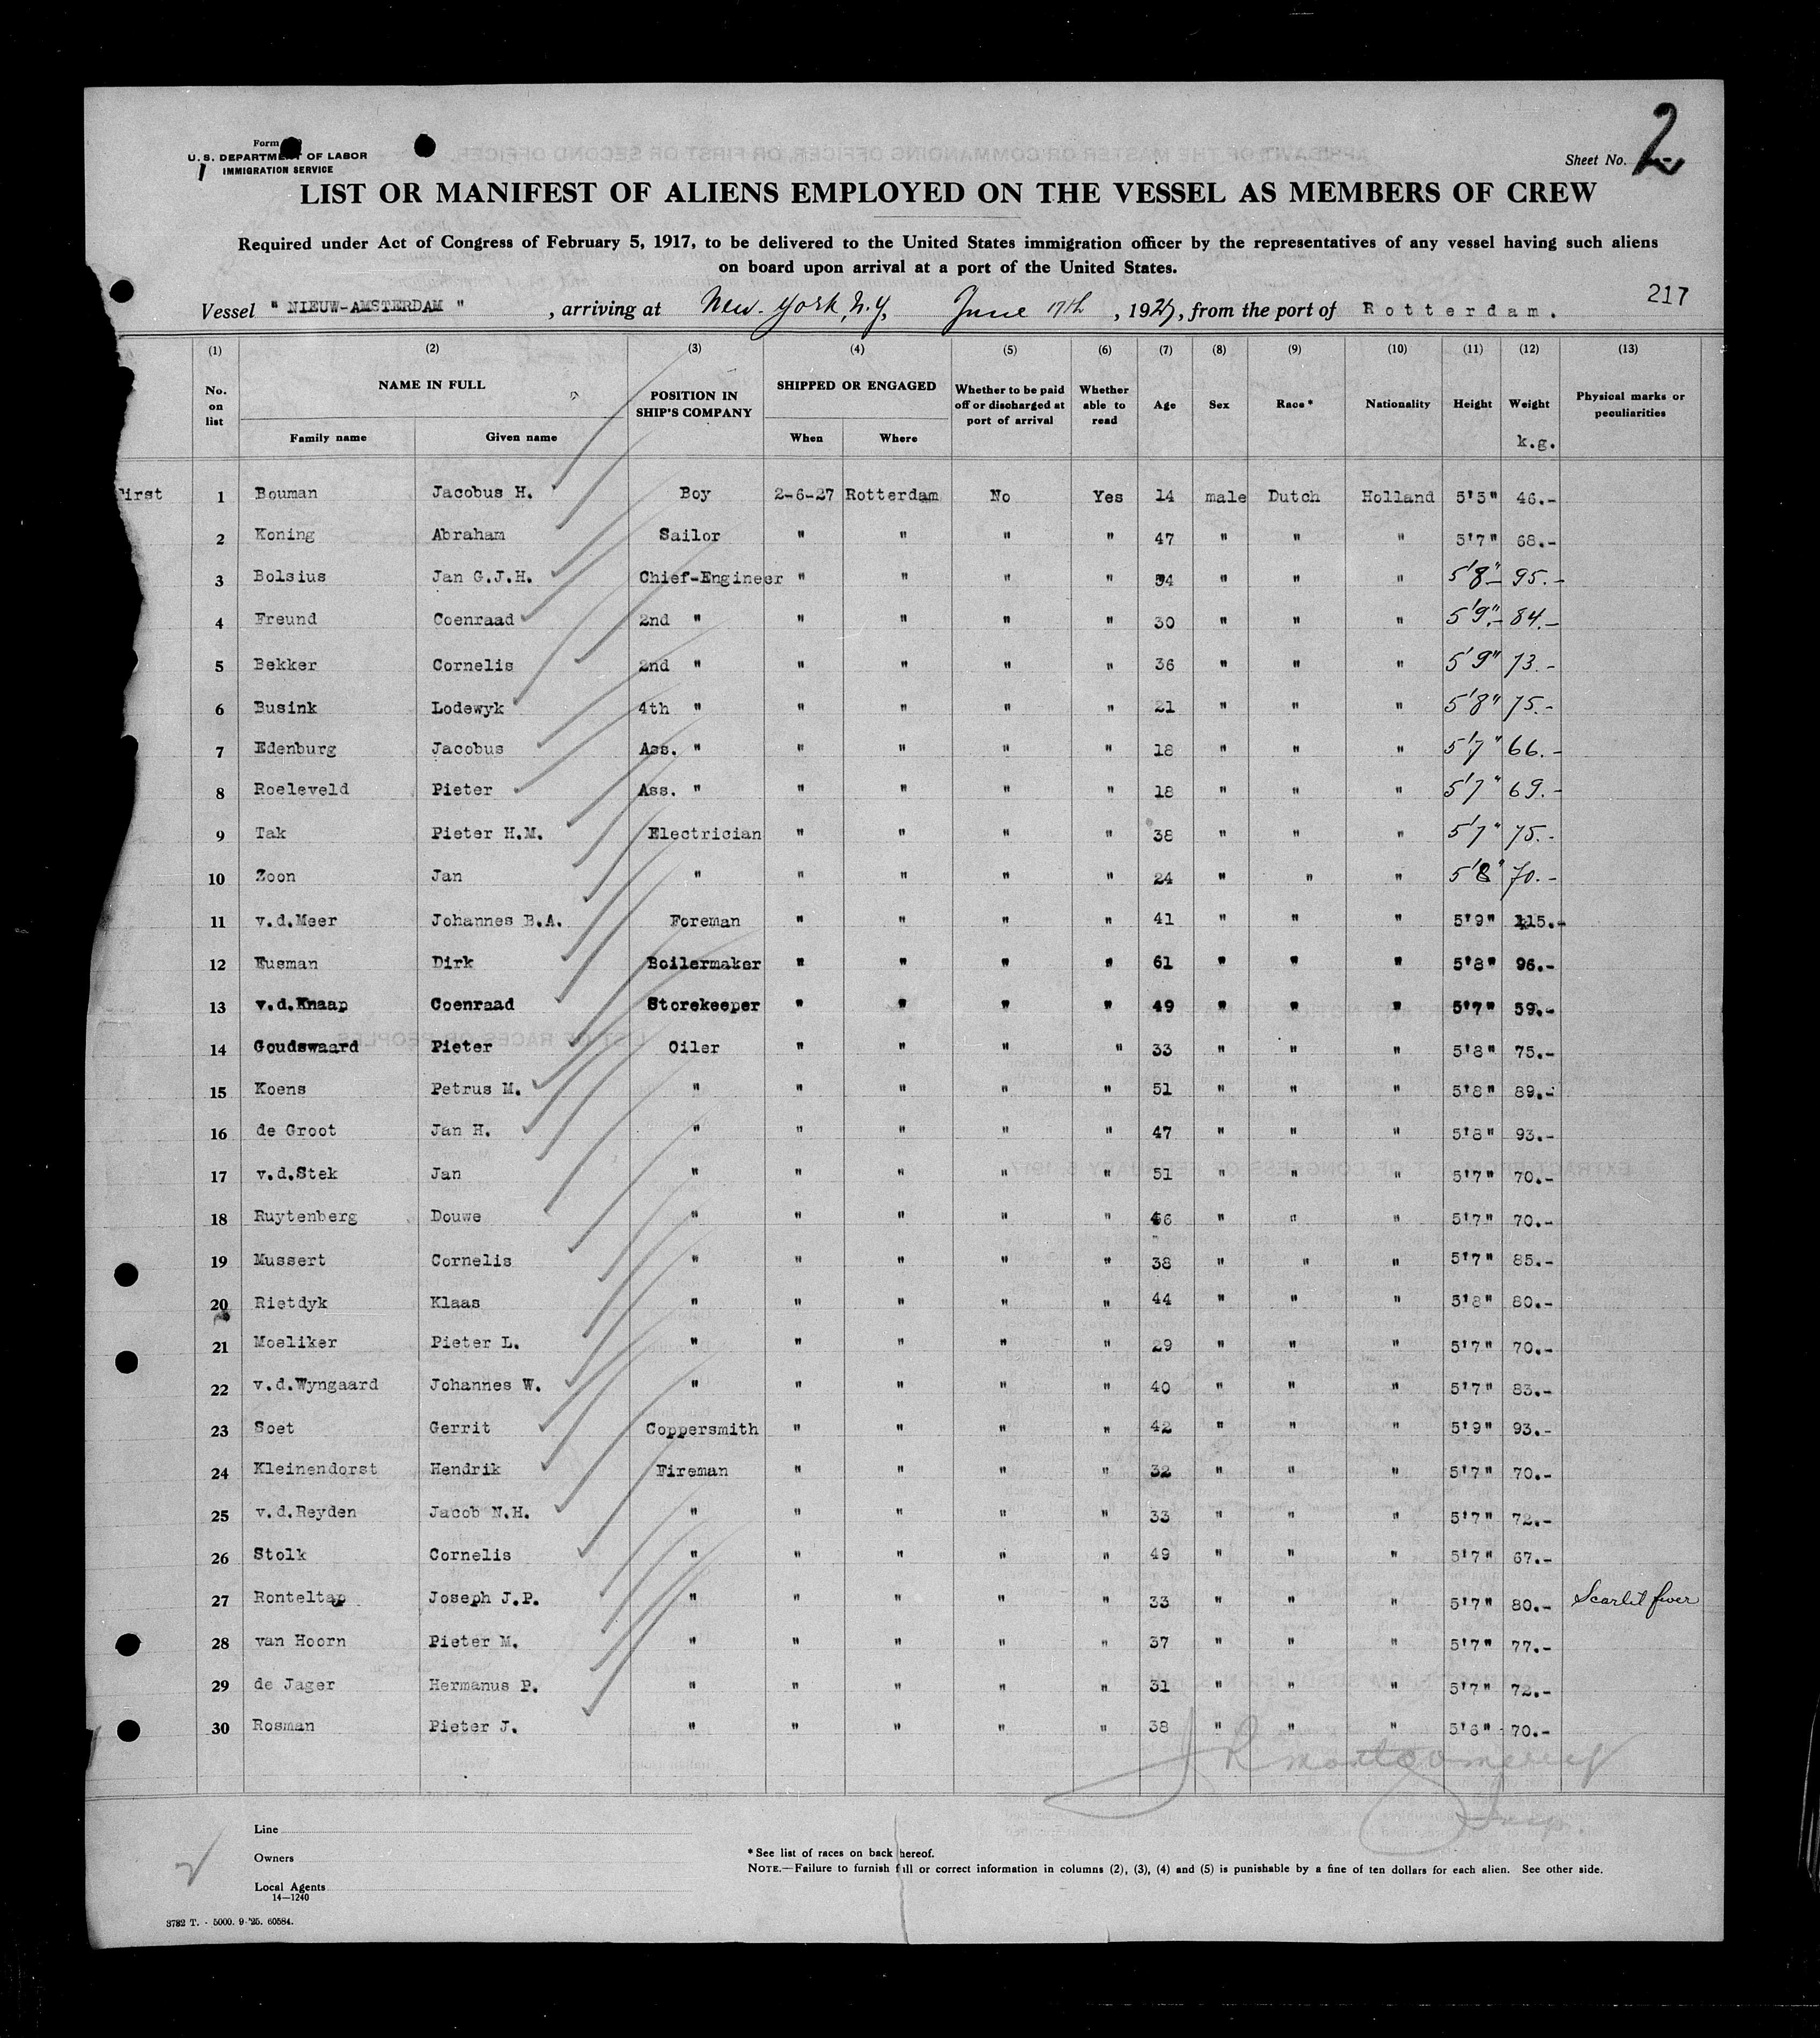 Form
U. S. DEPARTMENT OF LABOR
IMMIGRATION SERVICE
Sheet No. 2
LIST OR MANIFEST OF ALIENS EMPLOYED ON THE VESSEL AS MEMBERS OF CREW
Required under Act of Congress of February 5, 1917, to be delivered to the United States immigration officer by the representatives of any vessel having such aliens
on board upon arrival at a port of the United States.
217
Vessel " NIEUW-AMSTERDAM " , arriving at New. York, N.Y, June 17th , 1927, from the port of Rotterdam.
(1) (2) (3) (4) (5) (6) (7) (8) (9) (10) (11) (12) (13)
No. on list NAME IN FULL Family name Given name POSITION IN SHIP'S COMPANY SHIPPED OR ENGAGED When Where Whether to be paid off or discharged at port of arrival Whether able to read Age Sex Race* Nationality Height Weight k.g. Physical marks or peculiarities
First 1 Bouman Jacobus H. Boy 2-6-27 Rotterdam No Yes 14 male Dutch Holland 5'3" 46.-
2 Koning Abraham Sailor " " " " 47 " " " 5'7" 68.-
3 Bolsius Jan G.J.H. Chief-Engineer " " " " 54 " " " 5'8" 95.-
4 Freund Coenraad 2nd " " " " " 30 " " " 5'9" 84.-
5 Bekker Cornelis 2nd " " " " " 36 " " " 5'9" 73.-
6 Busink Lodewyk 4th " " " " " 21 " " " 5'8" 75.-
7 Edenburg Jacobus Ass. " " " " " 18 " " " 5'7" 66.-
8 Roeleveld Pieter Ass. " " " " " 18 " " " 5'7" 69.-
9 Tak Pieter H.M. Electrician " " " " 38 " " " 5'7" 75.-
10 Zoon Jan " " " " " 24 " " " 5'8" 70.-
11 v.d.Meer Johannes B.A. Foreman " " " " 41 " " " 5'9" 115.-
12 Eusman Dirk Boilermaker " " " " 61 " " " 5'8" 96.-
13 v.d.Knaap Coenraad Storekeeper " " " " 49 " " " 5'7" 59.-
14 Goudswaard Pieter Oiler " " " " 33 " " " 5'8" 75.-
15 Koens Petrus M. " " " " " 51 " " " 5'8" 89.-
16 de Groot Jan H. " " " " " 47 " " " 5'8" 93.-
17 v.d.Stek Jan " " " " " 51 " " " 5'7" 70.-
18 Ruytenberg Douwe " " " " " " " " 5'7" 70.-
19 Mussert Cornelis " " " " " 38 " " " 5'7" 85.-
20 Rietdyk Klaas " " " " " 44 " " " 5'8" 80.-
21 Moeliker Pieter L. " " " " " 29 " " " 5'7" 70.-
22 v.d.Wyngaard Johannes W. " " " " " 40 " " " 5'7" 83.-
23 Soet Gerrit Coppersmith " " " " 42 " " " 5'9" 93.-
24 Kleinendorst Hendrik Fireman " " " " 32 " " " 5'7" 70.-
25 v.d.Reyden Jacob N.H. " " " " " 33 " " " 5'7" 72.-
26 Stolk Cornelis " " " " " 49 " " " 5'7" 67.-
27 Ronteltap Joseph J.P. " " " " " 33 " " " 5'7" 80.- Scarlit fever
28 van Hoorn Pieter M. " " " " " 37 " " " 5'7" 77.-
29 de Jager Hermanus P. " " " " " 31 " " " 5'7" 72.-
30 Rosman Pieter J. " " " " " 38 " " " 5'6" 70.-
J R Montgomery
Insp.
Line
Owners
Local Agents
14—1240
* See list of races on back hereof.
NOTE.—Failure to furnish full or correct information in columns (2), (3), (4) and (5) is punishable by a fine of ten dollars for each alien. See other side.
3782 T. - 5000. 9-'25. 60584.